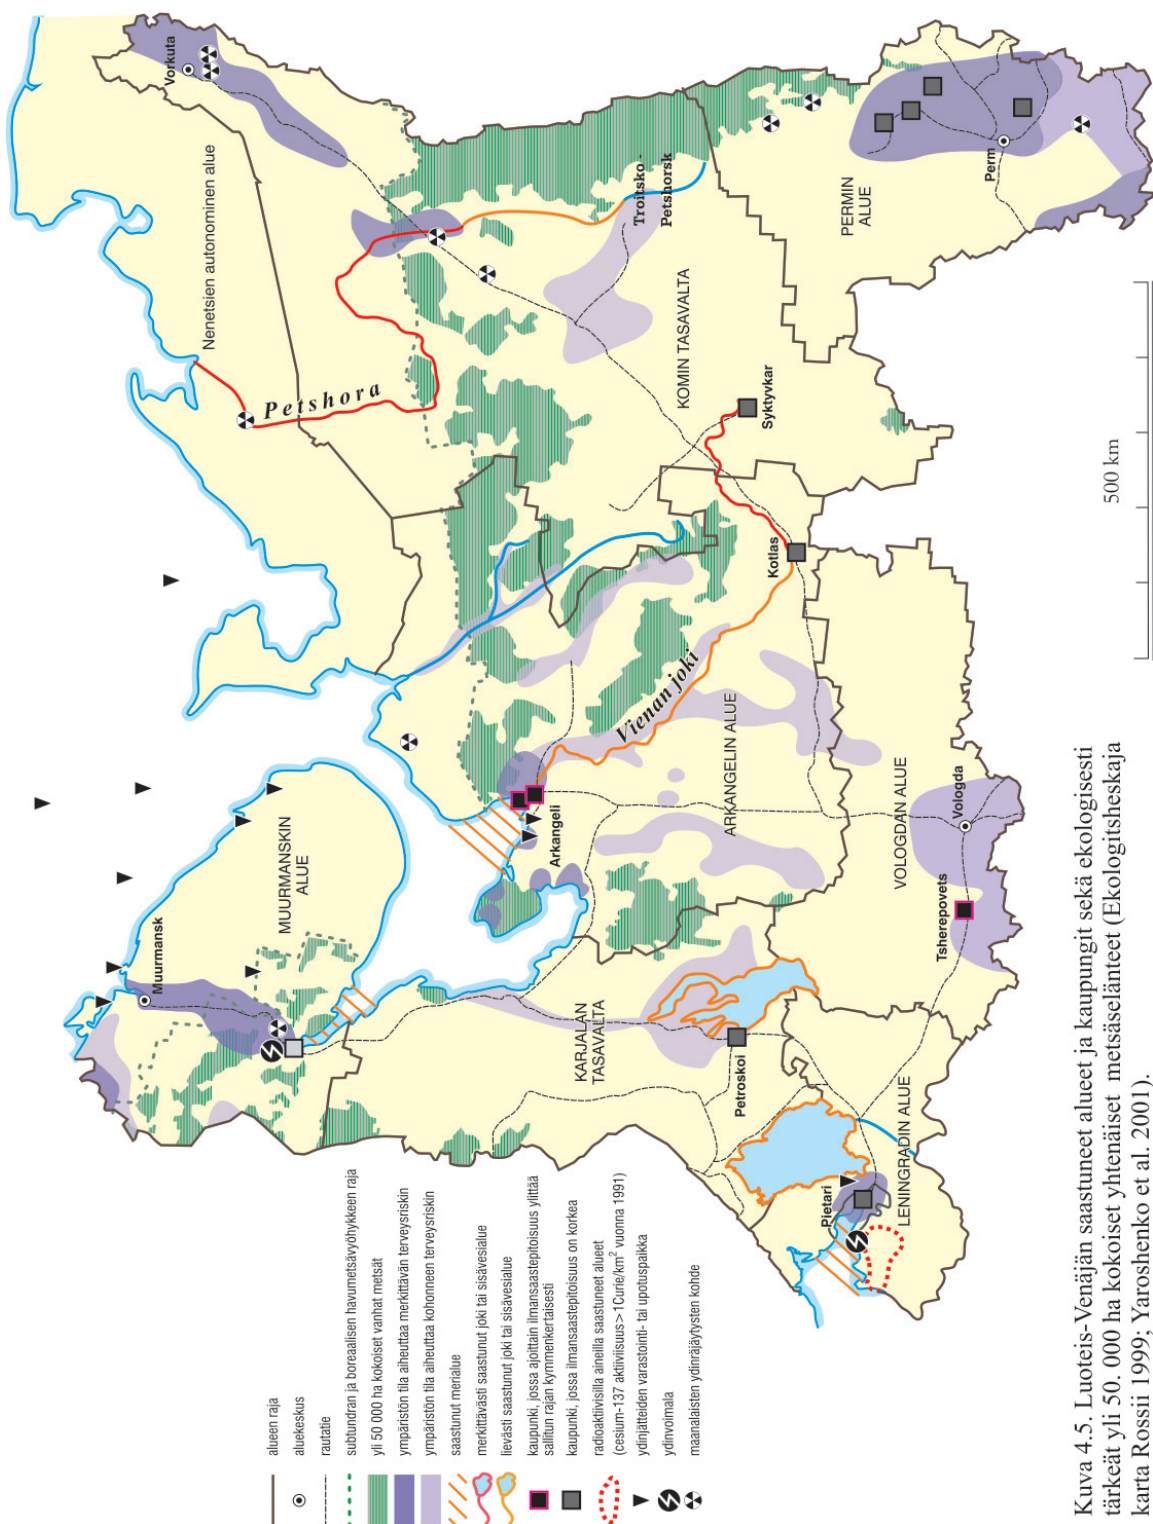 Vorkuta
Nenetsien autonominen alue
Petshora
Troitsko -
Petshorsk
KOMIN TASAVALTA
PERMIN
ALUE
Perm
Syktyvkar
Kotlas
500 km
Muurmansk
MUURMANSKIN
ALUE
Arkangeli
Vienan joki
ARKANGELIN ALUE
VOLOGDAN ALUE
Vologda
Tsherepovets
KARJALAN
TASAVALTA
Petroskoi
Pietari
LENINGRADIN ALUE
alueen raja
aluekeskus
rautatie
subtundran ja boreaalisen havumetsävyöhykkeen raja
yli 50 000 ha kokoiset vanhat metsät
ympäristön tila aiheuttaa merkittävän terveysriskin
ympäristön tila aiheuttaa kohonneen terveysriskin
saastunut merialue
merkittävästi saastunut joki tai sisävesialue
lievästi saastunut joki tai sisävesialue
kaupunki, jossa ajoittain ilmansaastepitoisuus ylittää
sallitun rajan kymmenkertaisesti
kaupunki, jossa ilmansaastepitoisuus on korkea
radioaktiivisilla aineilla saastuneet alueet
(cesium-137 aktiivisuus>1Curie/km² vuonna 1991)
ydinjätteiden varastointi- tai upotuspaikka
ydinvoimala
maanalaisten ydinräjäytysten kohde
Kuva 4.5. Luoteis-Venäjän saastuneet alueet ja kaupungit sekä ekologisesti
tärkeät yli 50. 000 ha kokoiset yhtenäiset metsäselänteet (Ekologitsheskaja
karta Rossii 1999; Yaroshenko et al. 2001).